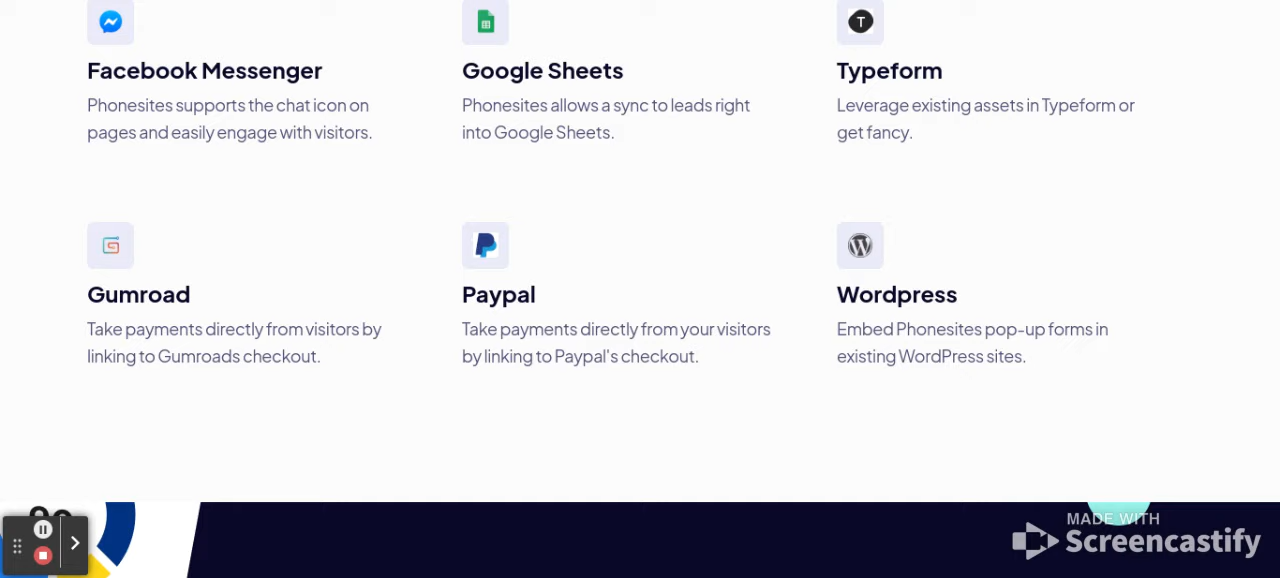 Facebook Messenger
Phonesites supports the chat icon on
pages and easily engage with visitors.
Google Sheets
Phonesites allows a sync to leads right
into Google Sheets.
T
Typeform
Leverage existing assets in Typeform or
get fancy.
Gumroad
Take payments directly from visitors by
linking to Gumroads checkout.
Paypal
Take payments directly from your visitors
by linking to Paypal's checkout.
Wordpress
Embed Phonesites pop-up forms in
existing WordPress sites.
MADE WITH
Screencastify